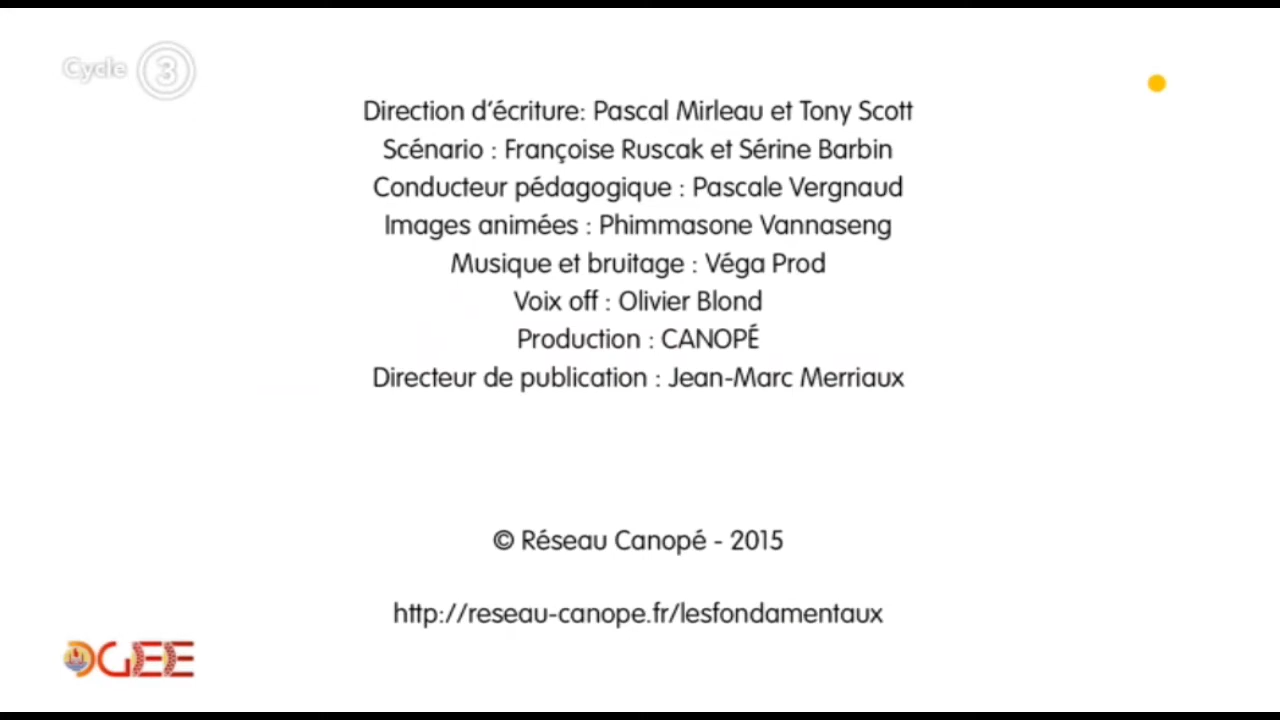 Cycle 3
Direction d'écriture: Pascal Mirleau et Tony Scott
Scénario : Françoise Ruscak et Sérine Barbin
Conducteur pédagogique : Pascale Vergnaud
Images animées : Phimmasone Vannaseng
Musique et bruitage : Véga Prod
Voix off : Olivier Blond
Production : CANOPÉ
Directeur de publication : Jean-Marc Merriaux
© Réseau Canopé - 2015
http://reseau-canope.fr/lesfondamentaux
DGEE